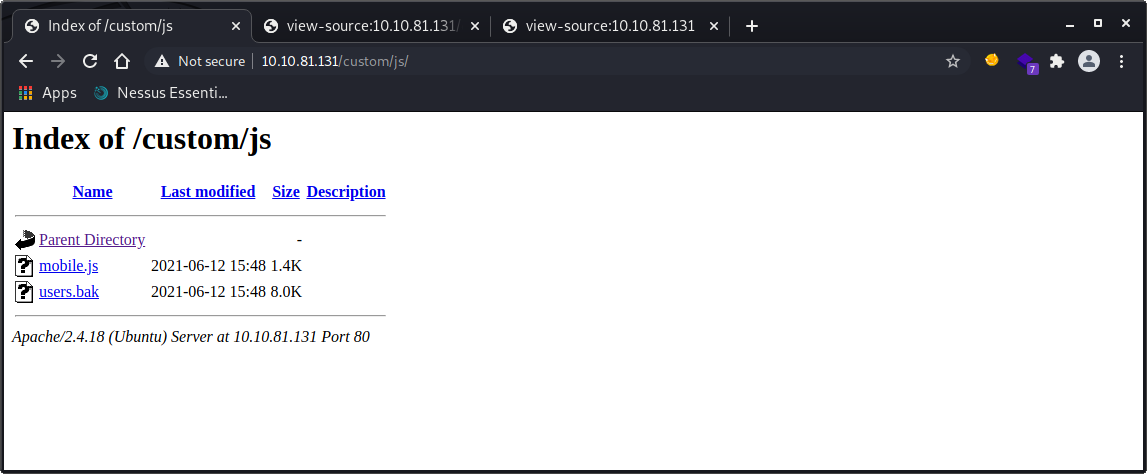 Index of /custom/js
view-source:10.10.81.131/
view-source:10.10.81.131
Not secure 10.10.81.131/custom/js/
7
Apps Nessus Essenti...
Index of /custom/js
Name Last modified Size Description
Parent Directory -
mobile.js 2021-06-12 15:48 1.4K
users.bak 2021-06-12 15:48 8.0K
Apache/2.4.18 (Ubuntu) Server at 10.10.81.131 Port 80